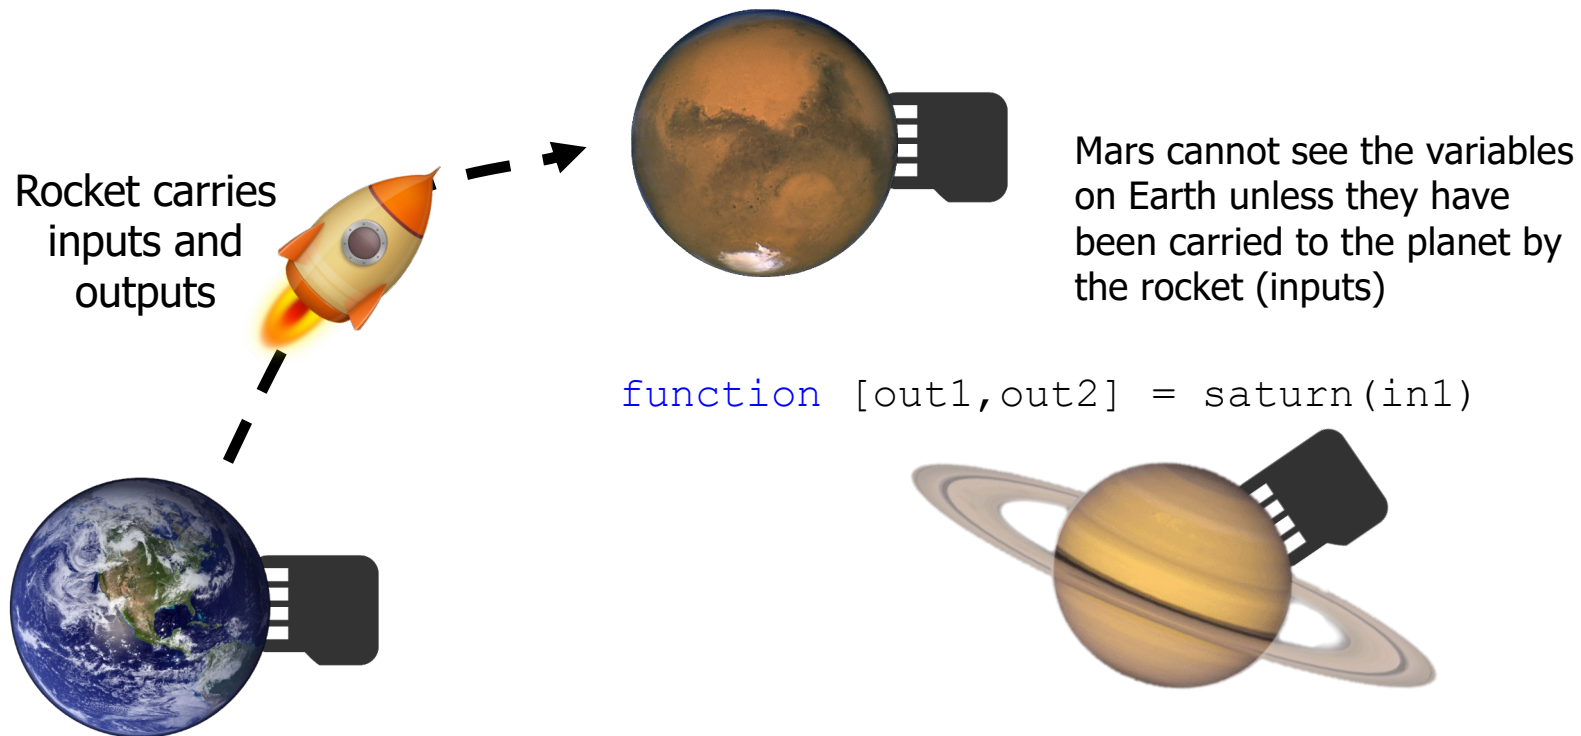 Rocket carries
inputs and
outputs
Mars cannot see the variables
on Earth unless they have
been carried to the planet by
the rocket (inputs)
function [out1,out2] = saturn(in1)